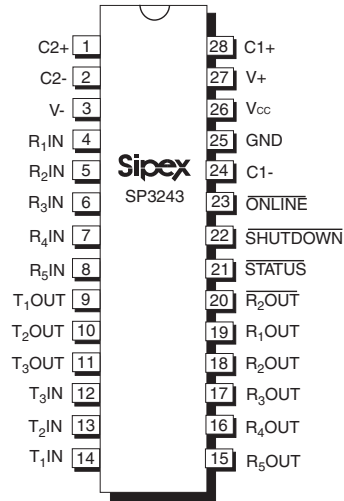 C2+ 1 28 C1+
C2- 2 27 V+
V- 3 26 Vcc
R1IN 4 25 GND
R2IN 5 24 C1-
R3IN 6 23 ONLINE
R4IN 7 22 SHUTDOWN
R5IN 8 21 STATUS
T1OUT 9 20 R2OUT
T2OUT 10 19 R1OUT
T3OUT 11 18 R2OUT
T3IN 12 17 R3OUT
T2IN 13 16 R4OUT
T1IN 14 15 R5OUT
Sipex
SP3243